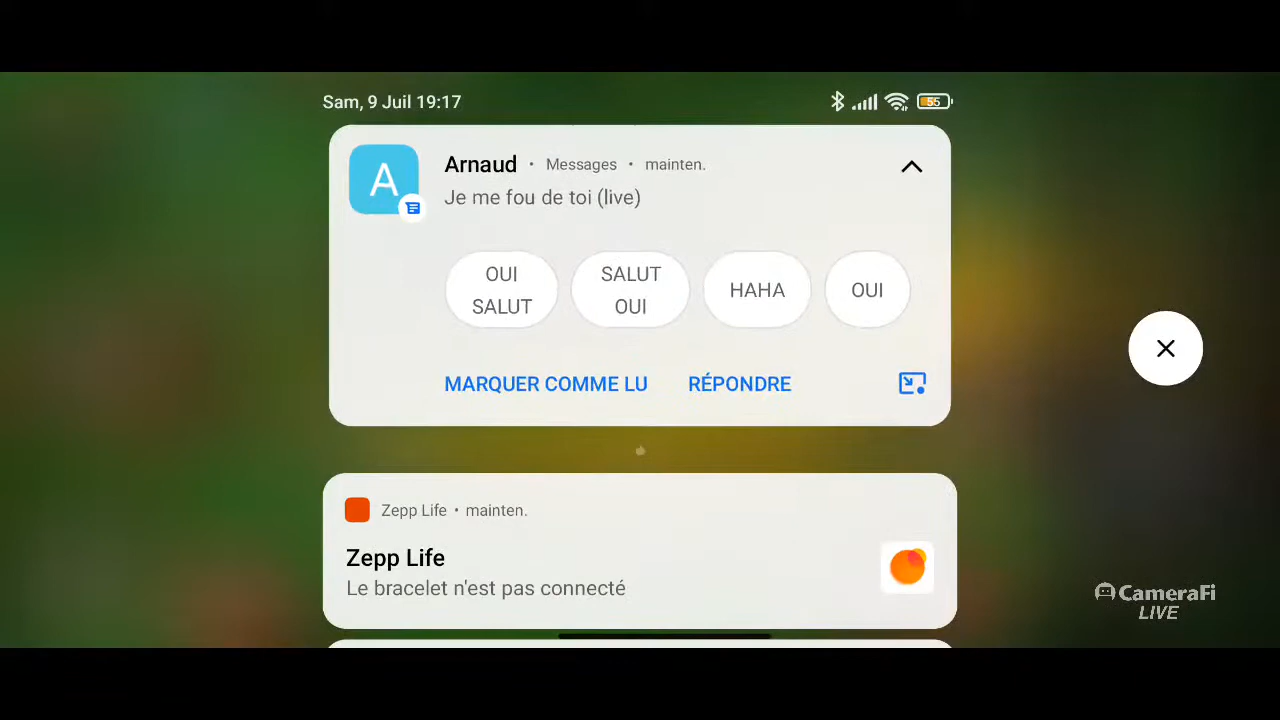 Sam, 9 Juil 19:17
55
A
Arnaud • Messages • mainten.
Je me fou de toi (live)
OUI
SALUT
SALUT
OUI
HAHA
OUI
MARQUER COMME LU
RÉPONDRE
Zepp Life • mainten.
Zepp Life
Le bracelet n'est pas connecté
CameraFi
LIVE